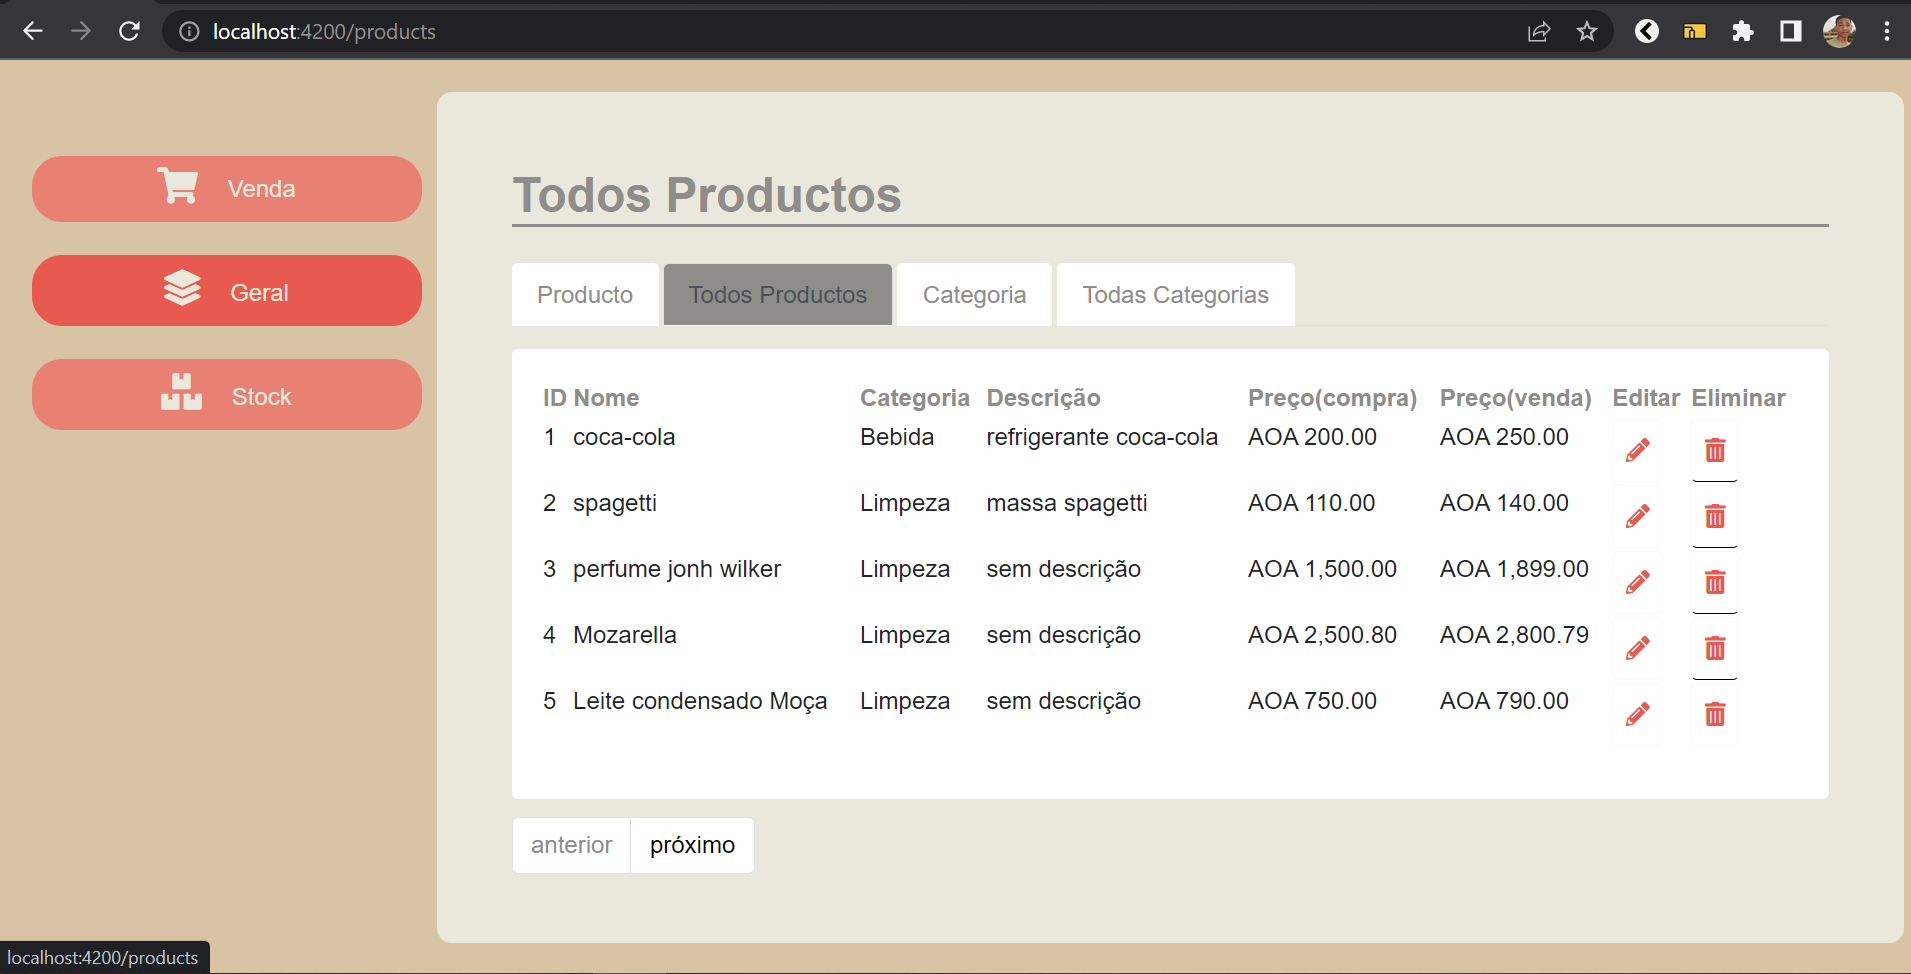 localhost:4200/products
Venda
Geral
Stock
Todos Productos
Producto Todos Productos Categoria Todas Categorias
ID Nome Categoria Descrição Preço(compra) Preço(venda) Editar Eliminar
1 coca-cola Bebida refrigerante coca-cola AOA 200.00 AOA 250.00
2 spagetti Limpeza massa spagetti AOA 110.00 AOA 140.00
3 perfume jonh wilker Limpeza sem descrição AOA 1,500.00 AOA 1,899.00
4 Mozarella Limpeza sem descrição AOA 2,500.80 AOA 2,800.79
5 Leite condensado Moça Limpeza sem descrição AOA 750.00 AOA 790.00
anterior próximo
localhost:4200/products